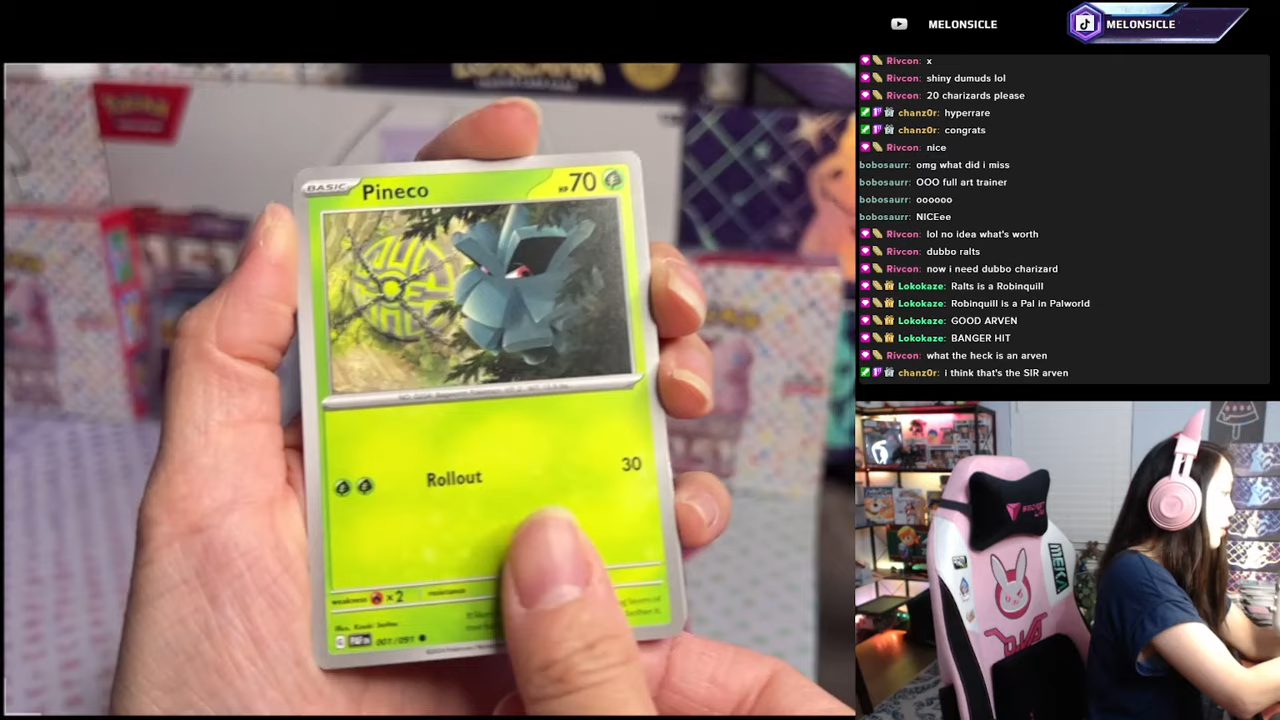 MELONSICLE
MELONSICLE
Rivcon: x
Rivcon: shiny dumuds lol
Rivcon: 20 charizards please
chanz0r: hyperrare
chanz0r: congrats
Rivcon: nice
bobosaurr: omg what did i miss
bobosaurr: OOO full art trainer
bobosaurr: oooooo
bobosaurr: NICEee
Rivcon: lol no idea what's worth
Rivcon: dubbo ralts
Rivcon: now i need dubbo charizard
Lokokaze: Ralts is a Robinquill
Lokokaze: Robinquill is a Pal in Palworld
Lokokaze: GOOD ARVEN
Lokokaze: BANGER HIT
Rivcon: what the heck is an arven
chanz0r: i think that's the SIR arven
BASIC Pineco HP 70
Rollout 30
weakness ×2 resistance
001/091
MEKA